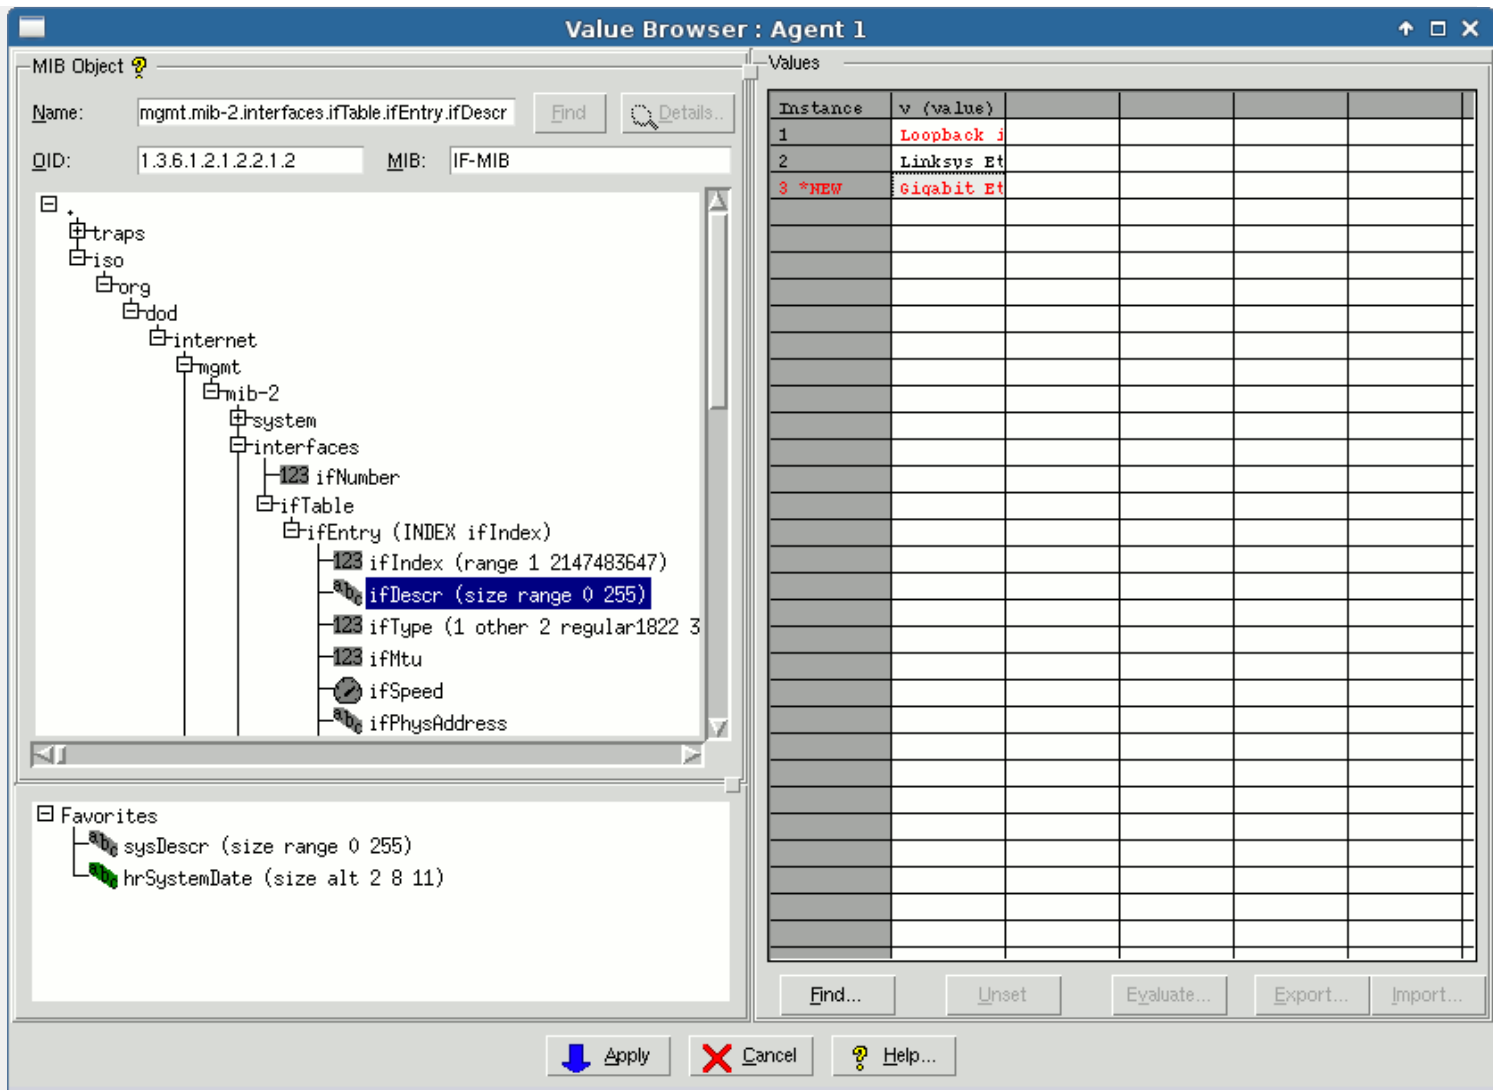 Value Browser : Agent 1
MIB Object
Name: mgmt.mib-2.interfaces.ifTable.ifEntry.ifDescr Find Details..
OID: 1.3.6.1.2.1.2.2.1.2 MIB: IF-MIB
.
traps
iso
org
dod
internet
mgmt
mib-2
system
interfaces
123 ifNumber
ifTable
ifEntry (INDEX ifIndex)
123 ifIndex (range 1 2147483647)
abc ifDescr (size range 0 255)
123 ifType (1 other 2 regular1822 3
123 ifMtu
ifSpeed
abc ifPhysAddress
Favorites
abc sysDescr (size range 0 255)
abc hrSystemDate (size alt 2 8 11)
Values
Instance v (value)
1 Loopback i
2 Linksys Et
3 *NEW Gigabit Et
Find... Unset Evaluate... Export... Import...
Apply Cancel Help...